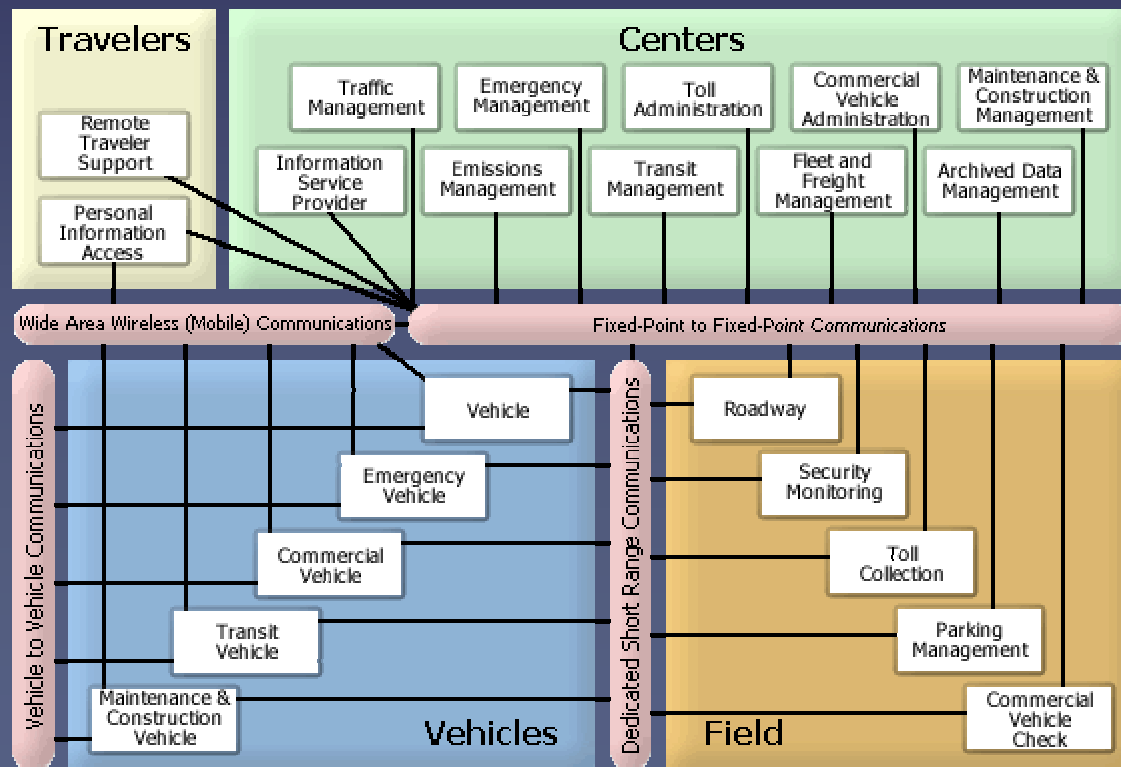 Travelers
Remote
Traveler
Support
Personal
Information
Access
Centers
Traffic
Management
Emergency
Management
Toll
Administration
Commercial
Vehicle
Administration
Maintenance &
Construction
Management
Information
Service
Provider
Emissions
Management
Transit
Management
Fleet and
Freight
Management
Archived Data
Management
Wide Area Wireless (Mobile) Communications
Fixed-Point to Fixed-Point Communications
Vehicle to Vehicle Communications
Vehicle
Emergency
Vehicle
Commercial
Vehicle
Transit
Vehicle
Maintenance &
Construction
Vehicle
Vehicles
Dedicated Short Range Communications
Roadway
Security
Monitoring
Toll
Collection
Parking
Management
Commercial
Vehicle
Check
Field